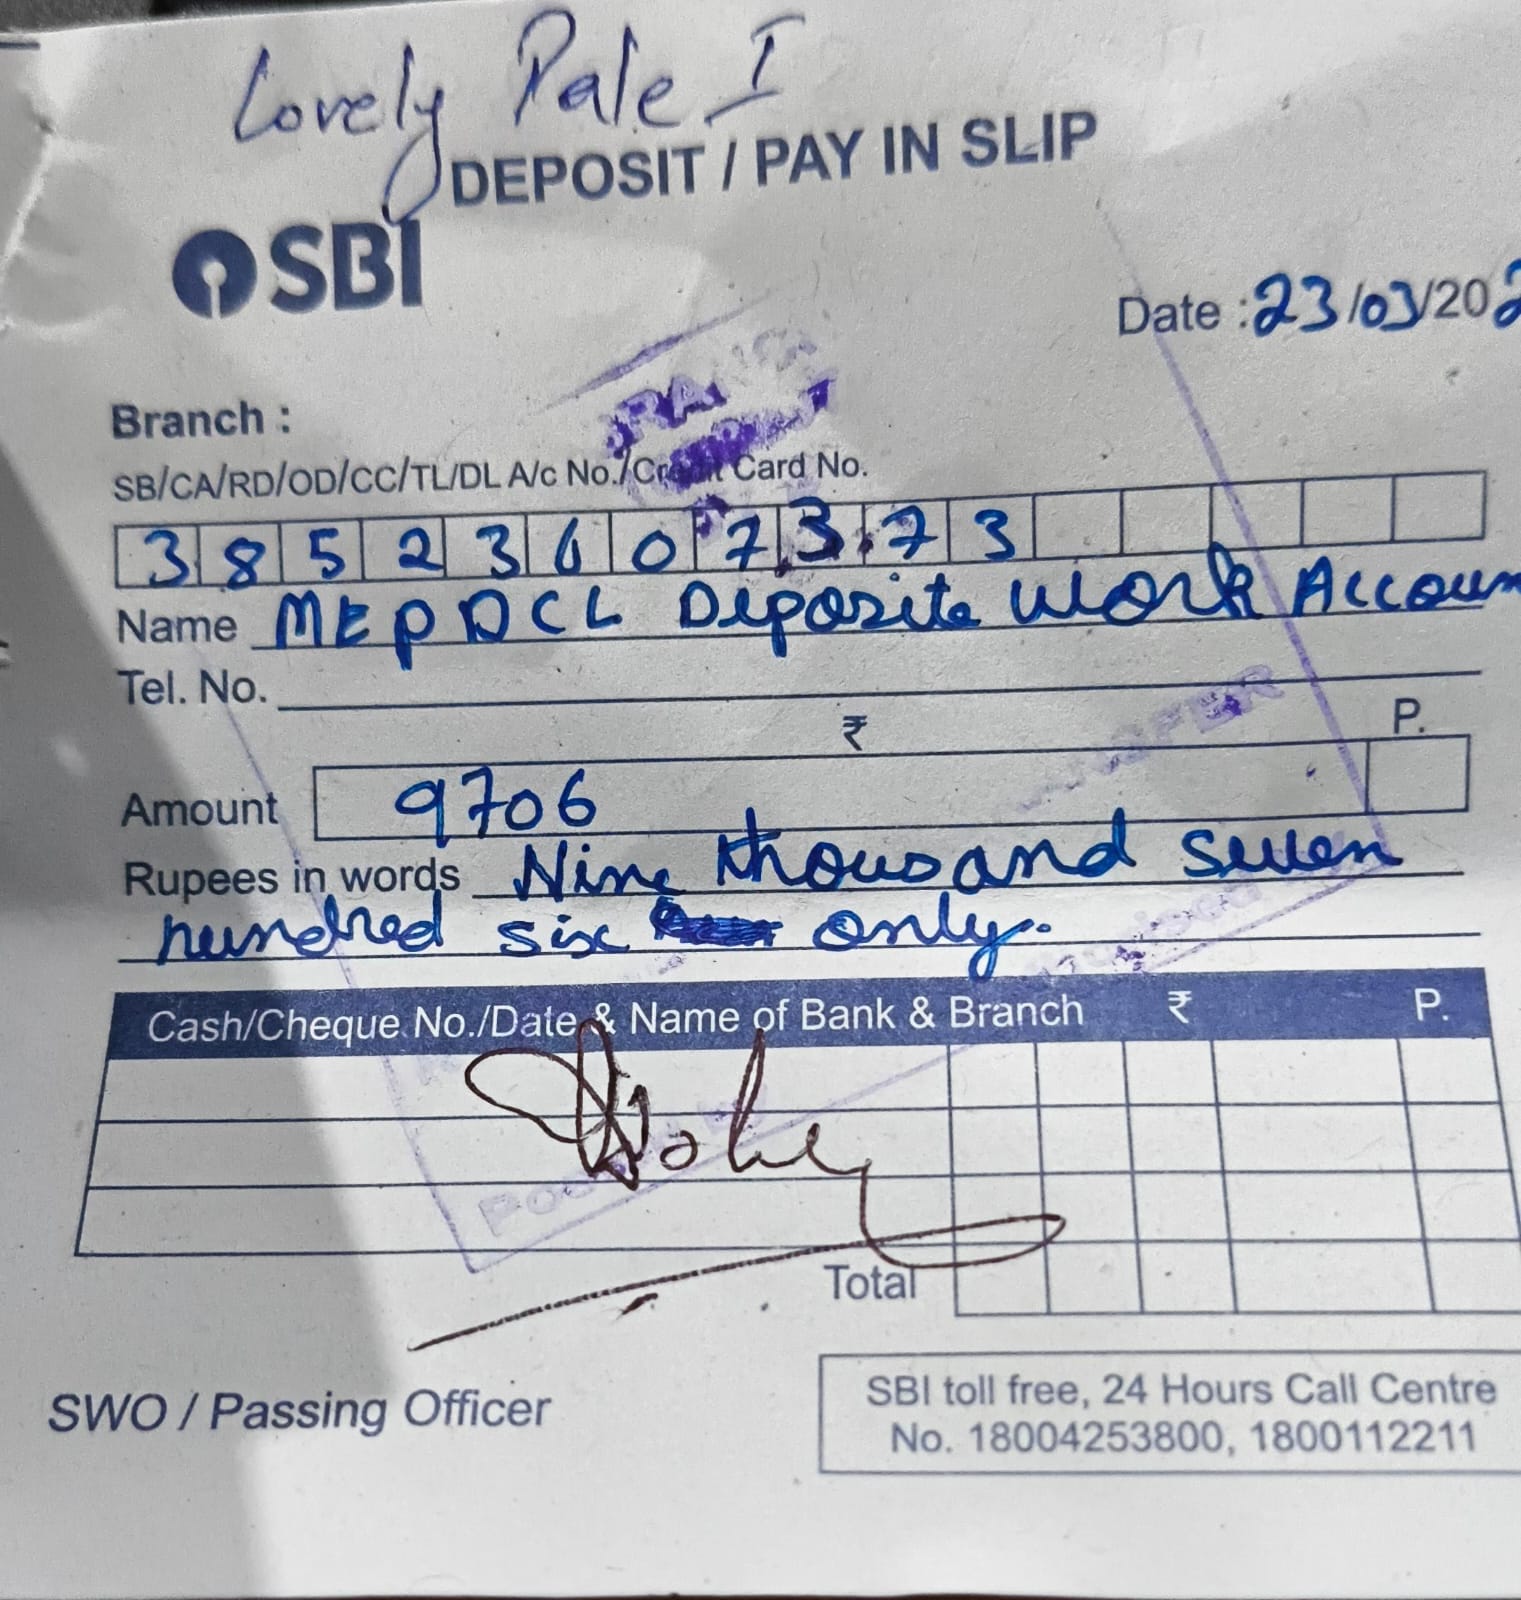 Lovely Pale I
DEPOSIT / PAY IN SLIP
SBI
Date : 23/03/202
Branch :
SB/CA/RD/OD/CC/TL/DL A/c No./Credit Card No.
38523607373
Name MEPDCL Deposite Work Accoun
Tel. No.
₹ P.
Amount 9706
Rupees in words Nine thousand seven
hundred six only.
Cash/Cheque No./Date & Name of Bank & Branch ₹ P.
Total
SWO / Passing Officer
SBI toll free, 24 Hours Call Centre
No. 18004253800, 1800112211